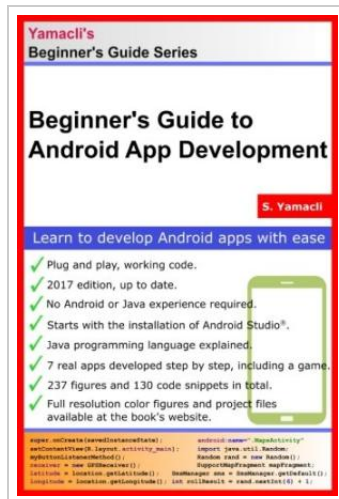 Yamacli's
Beginner's Guide Series
Beginner's Guide to
Android App Development
S. Yamacli
Learn to develop Android apps with ease
Plug and play, working code.
2017 edition, up to date.
No Android or Java experience required.
Starts with the installation of Android Studio®.
Java programming language explained.
7 real apps developed step by step, including a game.
237 figures and 130 code snippets in total.
Full resolution color figures and project files
available at the book's website.
super.onCreate(savedInstanceState); android:name=".MapsActivity"
setContentView(R.layout.activity_main); import java.util.Random;
myButtonListenerMethod(); Random rand = new Random();
receiver = new GPSReceiver(); SupportMapFragment mapFragment;
latitude = location.getLatitude(); SmsManager sms = SmsManager.getDefault();
longitude = location.getLongitude(); int rollResult = rand.nextInt(6) + 1;